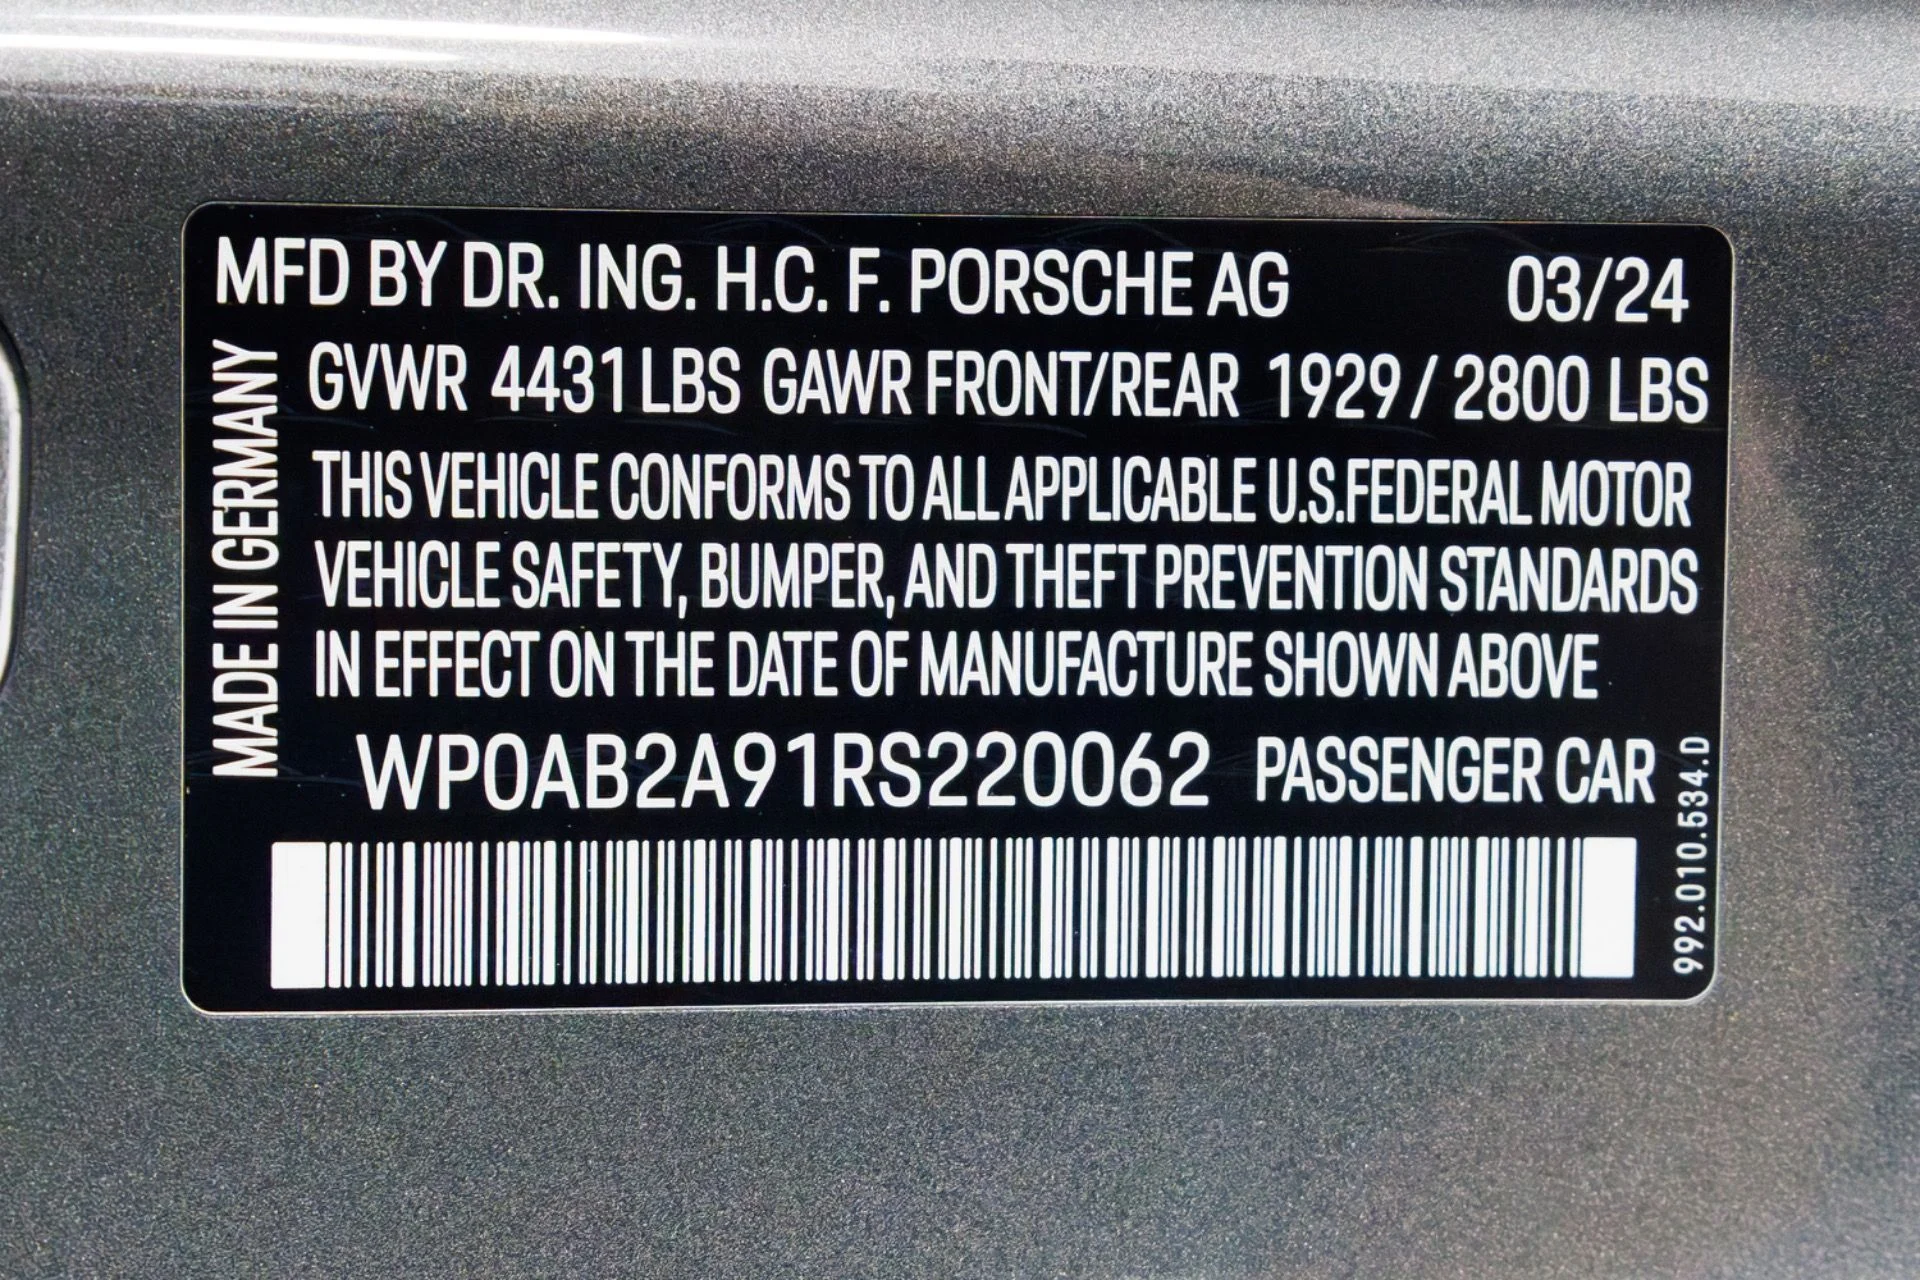 MFD BY DR. ING. H.C. F. PORSCHE AG 03/24
GVWR 4431 LBS GAWR FRONT/REAR 1929 / 2800 LBS
THIS VEHICLE CONFORMS TO ALL APPLICABLE U.S.FEDERAL MOTOR
VEHICLE SAFETY, BUMPER, AND THEFT PREVENTION STANDARDS
IN EFFECT ON THE DATE OF MANUFACTURE SHOWN ABOVE
WP0AB2A91RS220062 PASSENGER CAR
MADE IN GERMANY
992.010.534.D